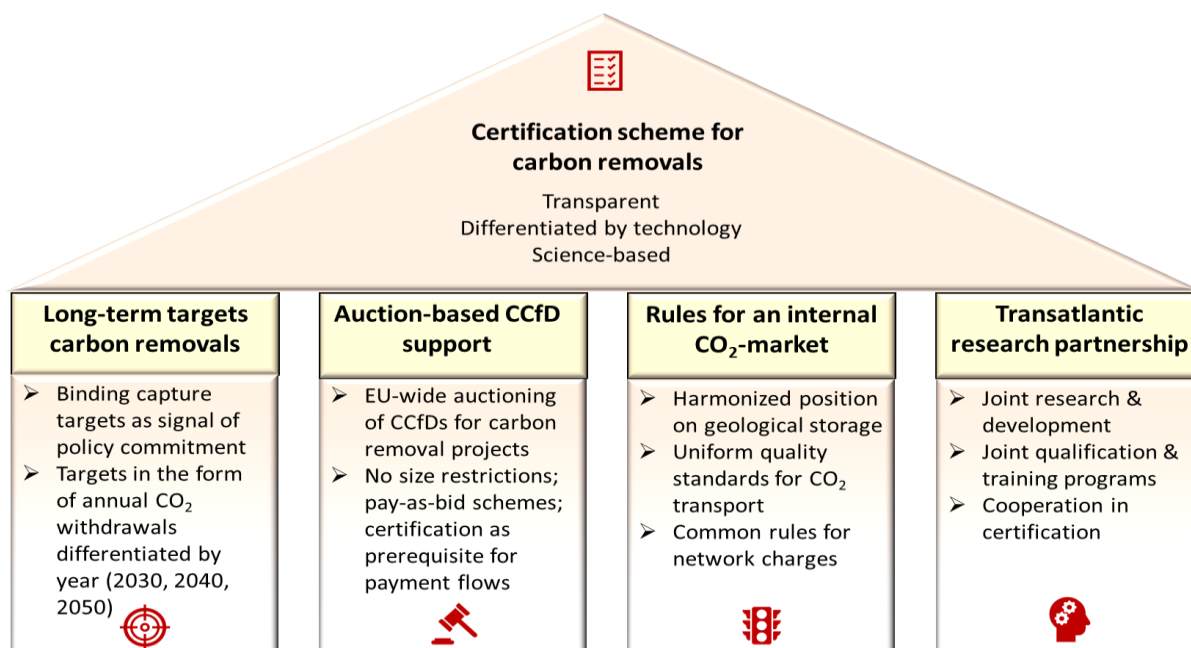 Certification scheme for
carbon removals
Transparent
Differentiated by technology
Science-based
Long-term targets
carbon removals
➢ Binding capture
targets as signal of
policy commitment
➢ Targets in the form
of annual CO₂
withdrawals
differentiated by
year (2030, 2040,
2050)
Auction-based CCfD
support
➢ EU-wide auctioning
of CCfDs for carbon
removal projects
➢ No size restrictions;
pay-as-bid schemes;
certification as
prerequisite for
payment flows
Rules for an internal
CO₂-market
➢ Harmonized position
on geological storage
➢ Uniform quality
standards for CO₂
transport
➢ Common rules for
network charges
Transatlantic
research partnership
➢ Joint research &
development
➢ Joint qualification &
training programs
➢ Cooperation in
certification